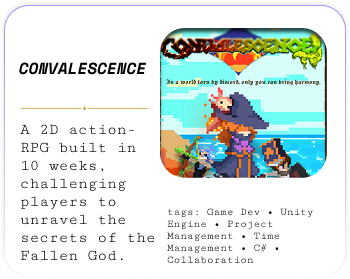 CONVALESCENCE
A 2D action-
RPG built in
10 weeks,
challenging
players to
unravel the
secrets of the
Fallen God.
CONVALESCENCE
In a world torn by discord, only you can bring harmony.
tags: Game Dev • Unity
Engine • Project
Management • Time
Management • C# •
Collaboration